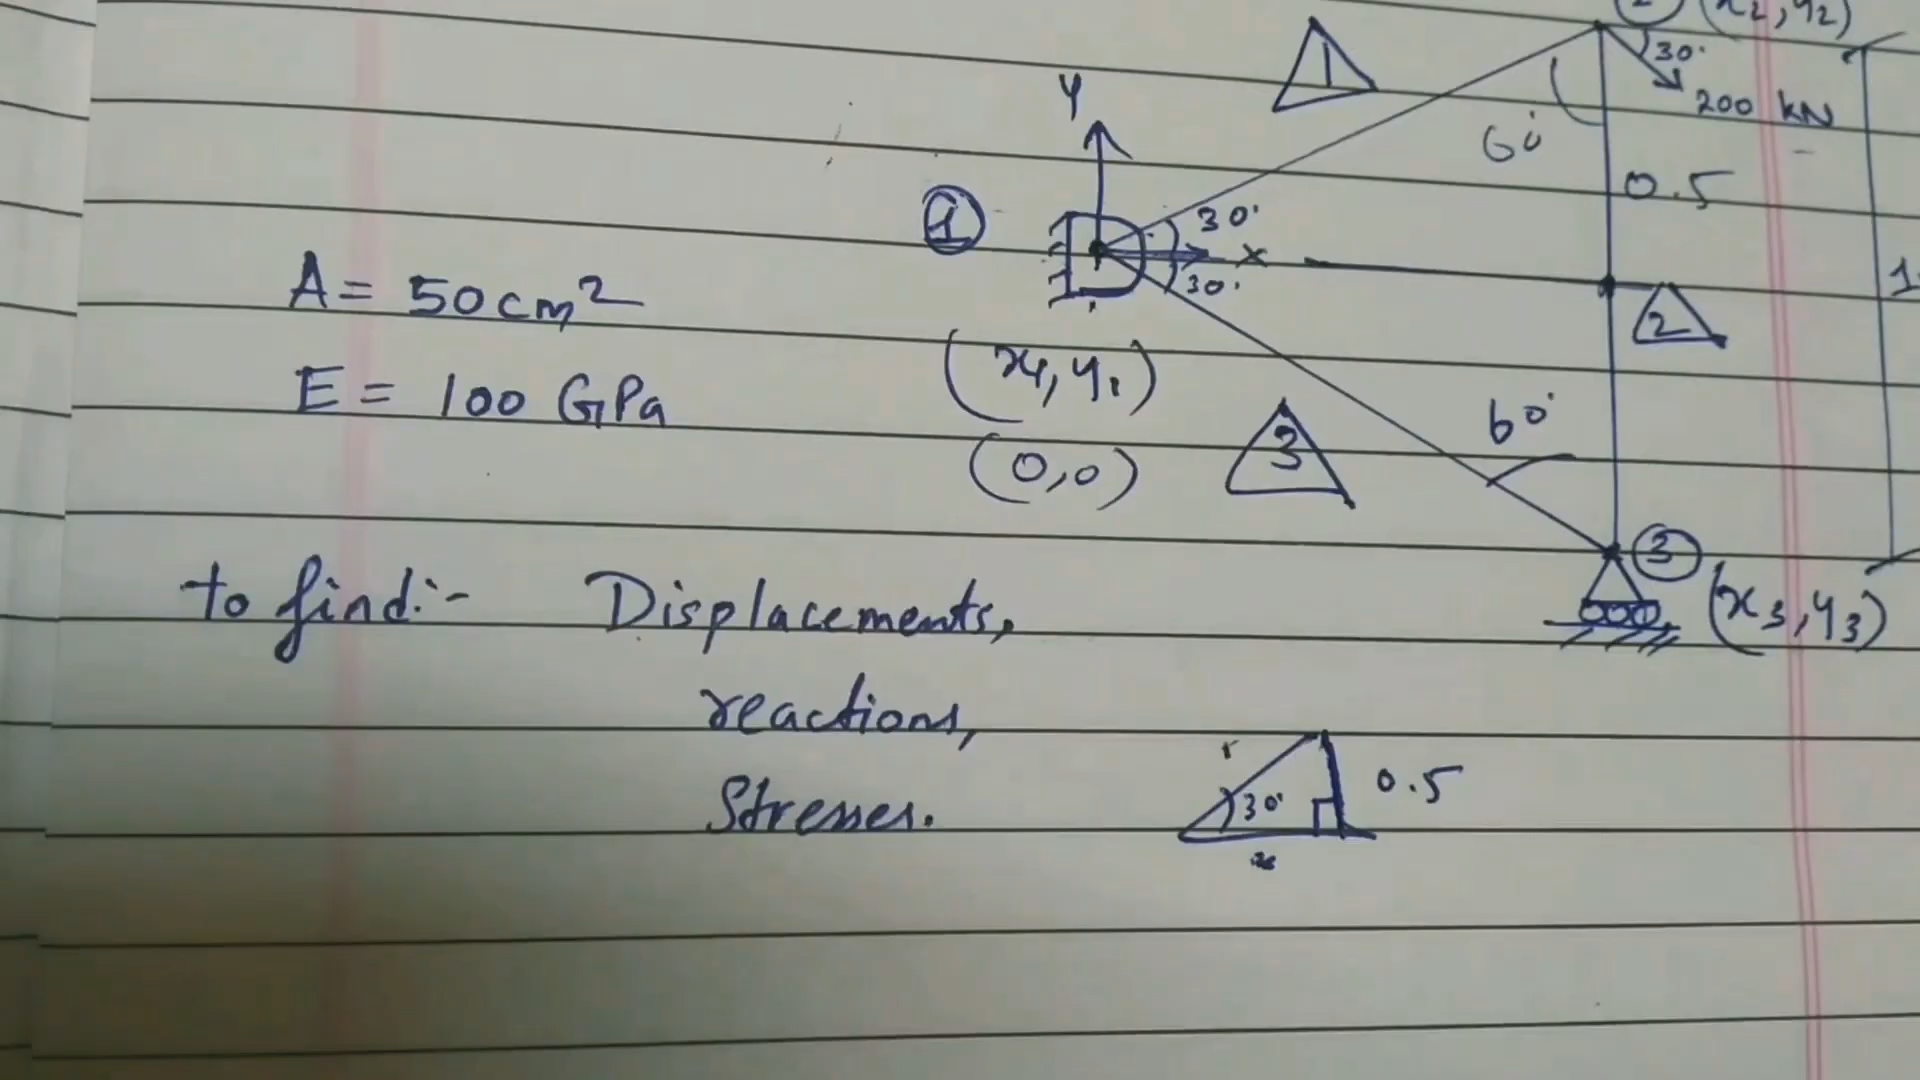 (x2, y2)
1
30°
200 kN
Y
60°
0.5
1
30°
X
30°
2
A = 50 cm²
E = 100 GPa
(x1, y1)
(0,0)
3
60°
3
(x3, y3)
to find:- Displacements,
reactions,
Stresses.
30°
0.5
x